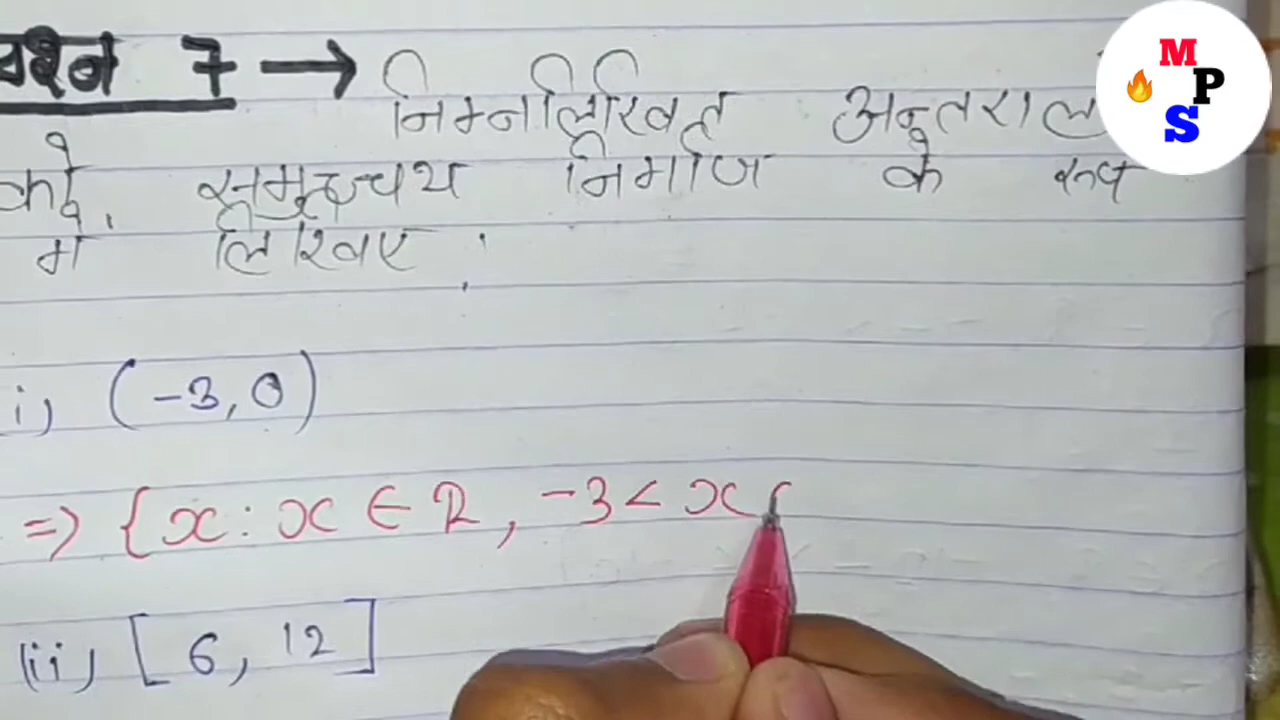 प्रश्न 7 → निम्नलिखित अन्तराल
को समुच्चय निर्माण के रूप
में लिखिए :
i) (-3, 0)
=> {x : x ∈ R, -3 < x
(ii) [6, 12]
M
P
S